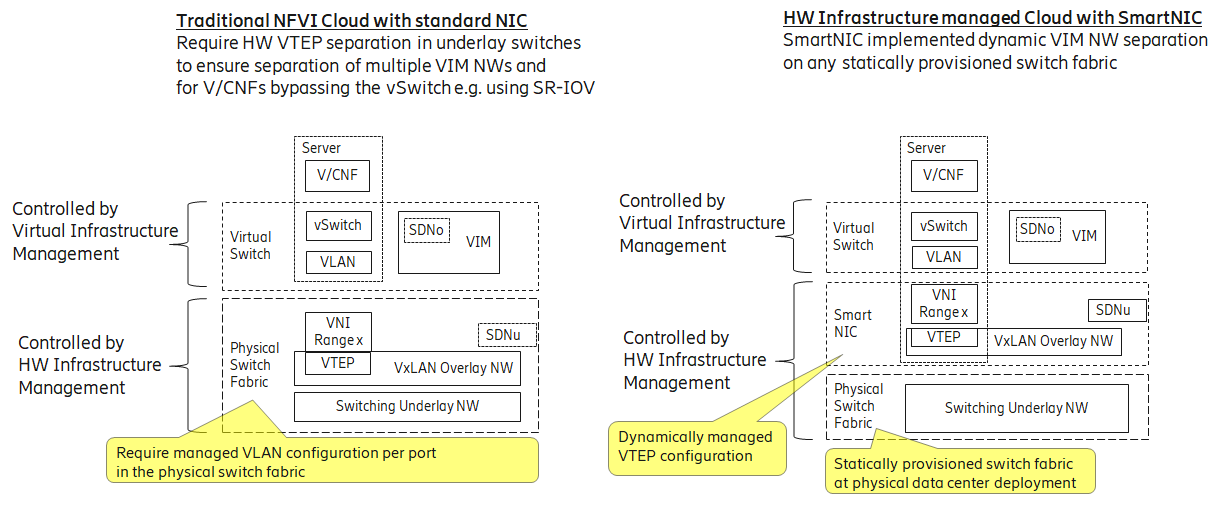 Traditional NFVI Cloud with standard NIC
Require HW VTEP separation in underlay switches
to ensure separation of multiple VIM NWs and
for V/CNFs bypassing the vSwitch e.g. using SR-IOV
Server
V/CNF
Controlled by
Virtual Infrastructure
Management
Virtual
Switch
vSwitch
VLAN
SDNo
VIM
Controlled by
HW Infrastructure
Management
Physical
Switch
Fabric
VNI
Range x
VTEP
SDNu
VxLAN Overlay NW
Switching Underlay NW
Require managed VLAN configuration per port
in the physical switch fabric
HW Infrastructure managed Cloud with SmartNIC
SmartNIC implemented dynamic VIM NW separation
on any statically provisioned switch fabric
Server
V/CNF
Controlled by
Virtual Infrastructure
Management
Virtual
Switch
vSwitch
VLAN
SDNo
VIM
Controlled by
HW Infrastructure
Management
Smart
NIC
VNI
Range x
VTEP
SDNu
VxLAN Overlay NW
Physical
Switch
Fabric
Switching Underlay NW
Dynamically managed
VTEP configuration
Statically provisioned switch fabric
at physical data center deployment